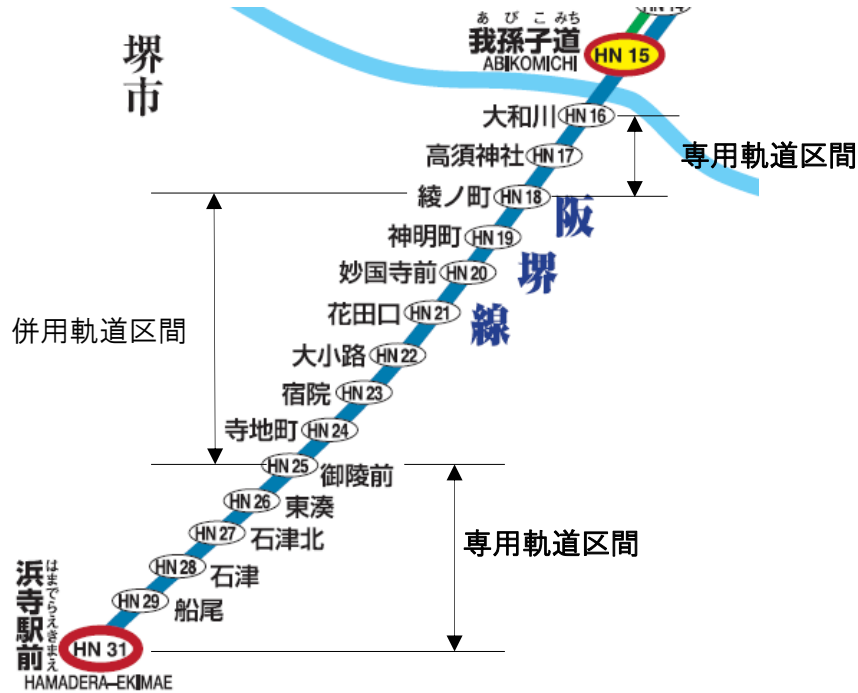 堺市
HN 14
あびこみち
我孫子道
ABIKOMICHI
HN 15
大和川 HN 16
専用軌道区間
高須神社 HN 17
綾ノ町 HN 18
阪堺線
神明町 HN 19
妙国寺前 HN 20
花田口 HN 21
併用軌道区間
大小路 HN 22
宿院 HN 23
寺地町 HN 24
HN 25 御陵前
HN 26 東湊
HN 27 石津北
専用軌道区間
HN 28 石津
HN 29 船尾
はまでらえきまえ
浜寺駅前
HN 31
HAMADERA-EKIMAE